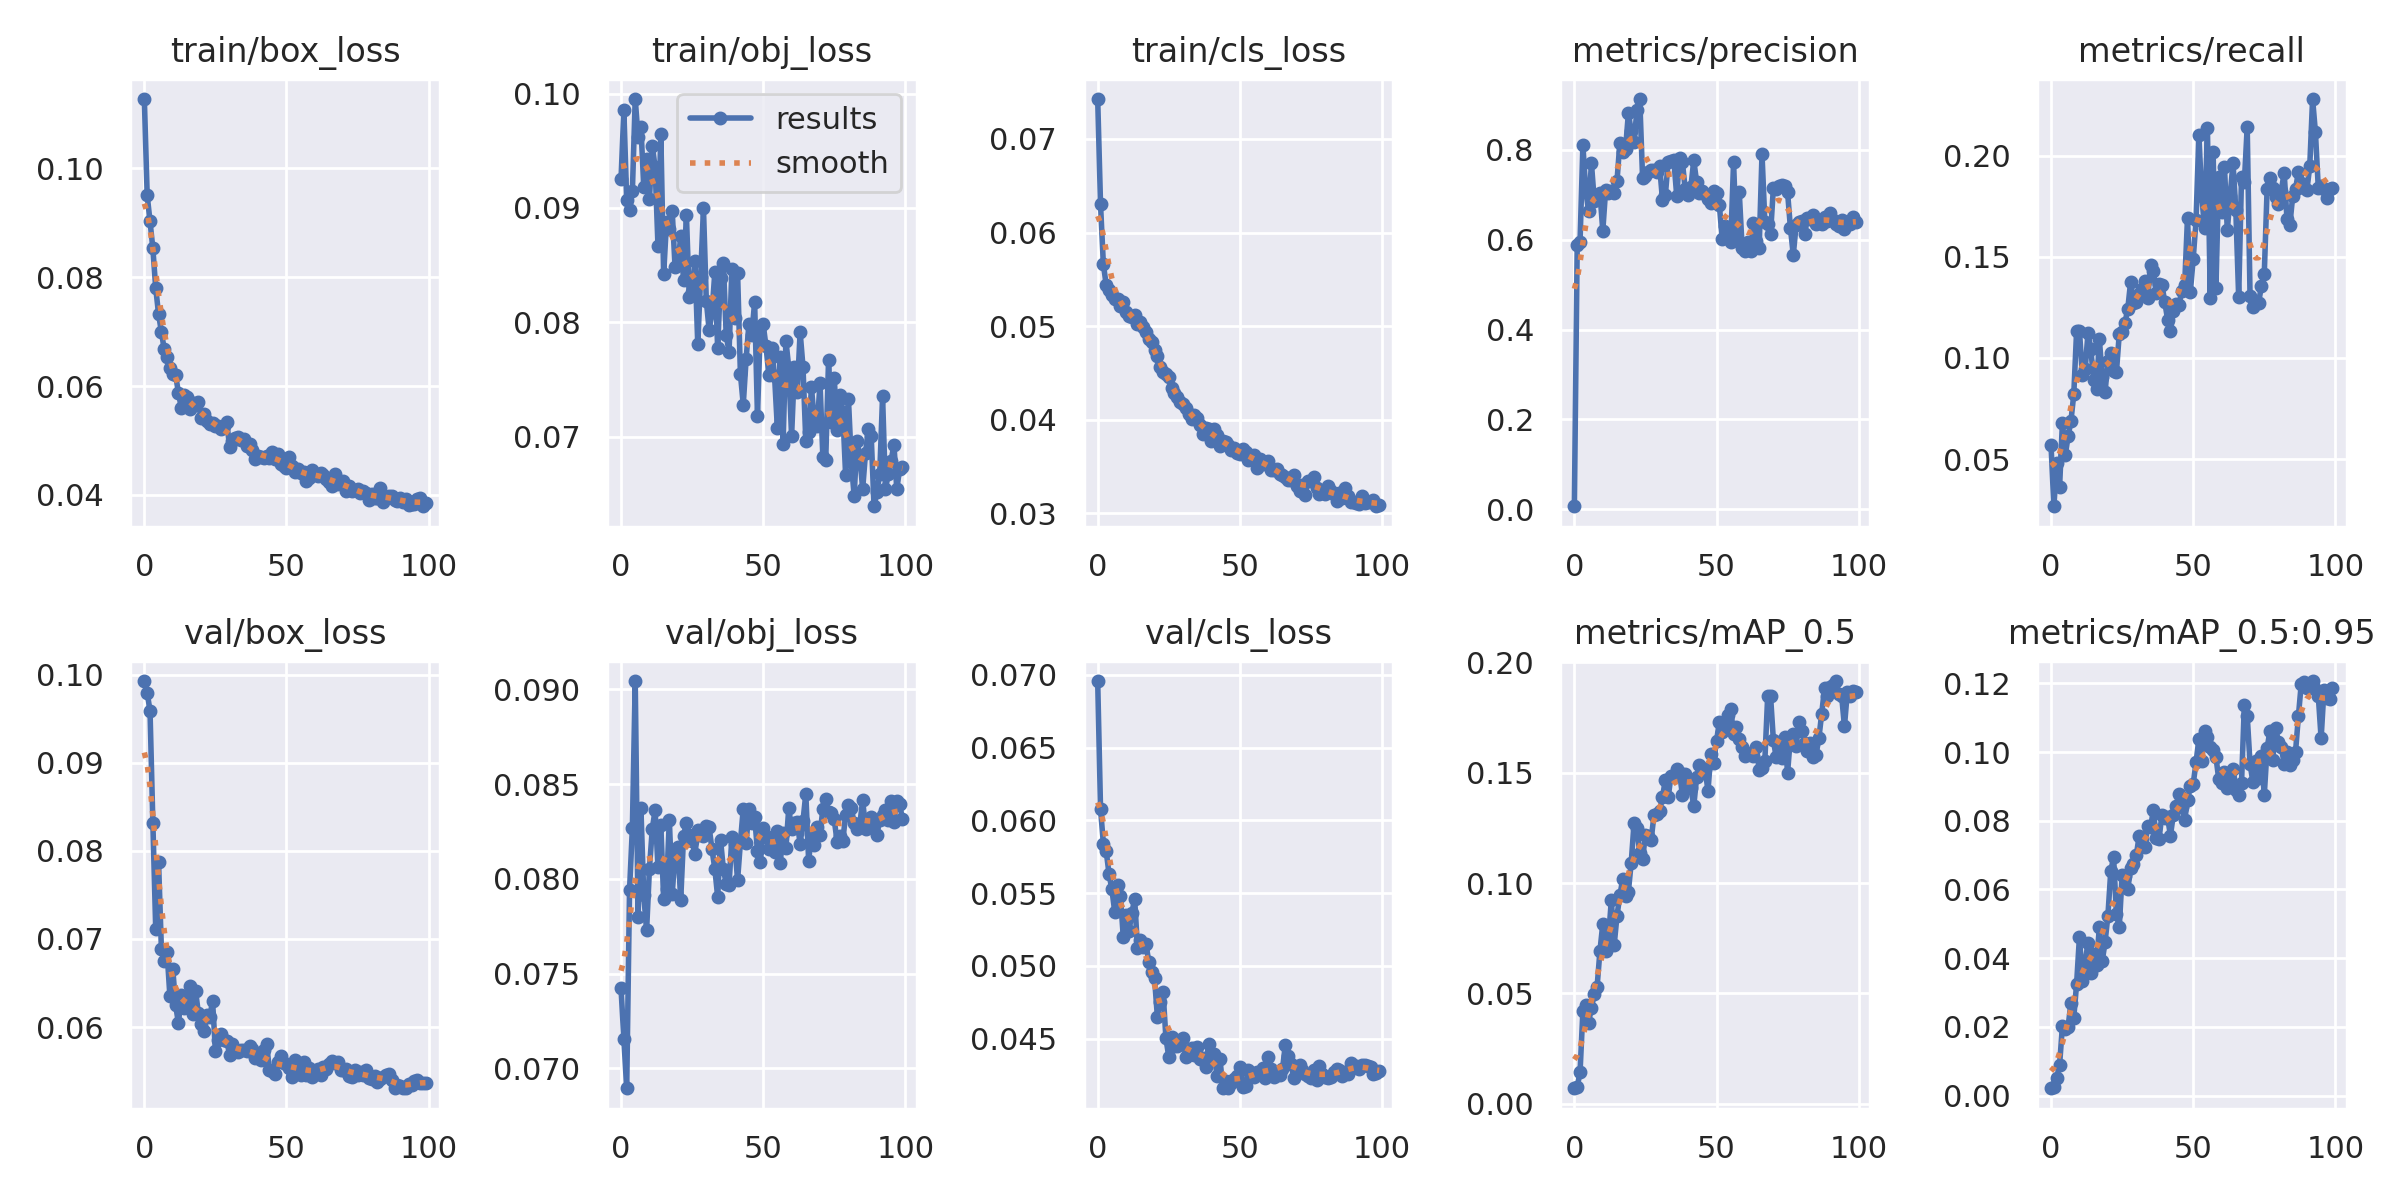 train/box_loss
0.10
0.08
0.06
0.04
0 50 100
train/obj_loss
results
smooth
0.10
0.09
0.08
0.07
0 50 100
train/cls_loss
0.07
0.06
0.05
0.04
0.03
0 50 100
metrics/precision
0.8
0.6
0.4
0.2
0.0
0 50 100
metrics/recall
0.20
0.15
0.10
0.05
0 50 100
val/box_loss
0.10
0.09
0.08
0.07
0.06
0 50 100
val/obj_loss
0.090
0.085
0.080
0.075
0.070
0 50 100
val/cls_loss
0.070
0.065
0.060
0.055
0.050
0.045
0 50 100
metrics/mAP_0.5
0.20
0.15
0.10
0.05
0.00
0 50 100
metrics/mAP_0.5:0.95
0.12
0.10
0.08
0.06
0.04
0.02
0.00
0 50 100